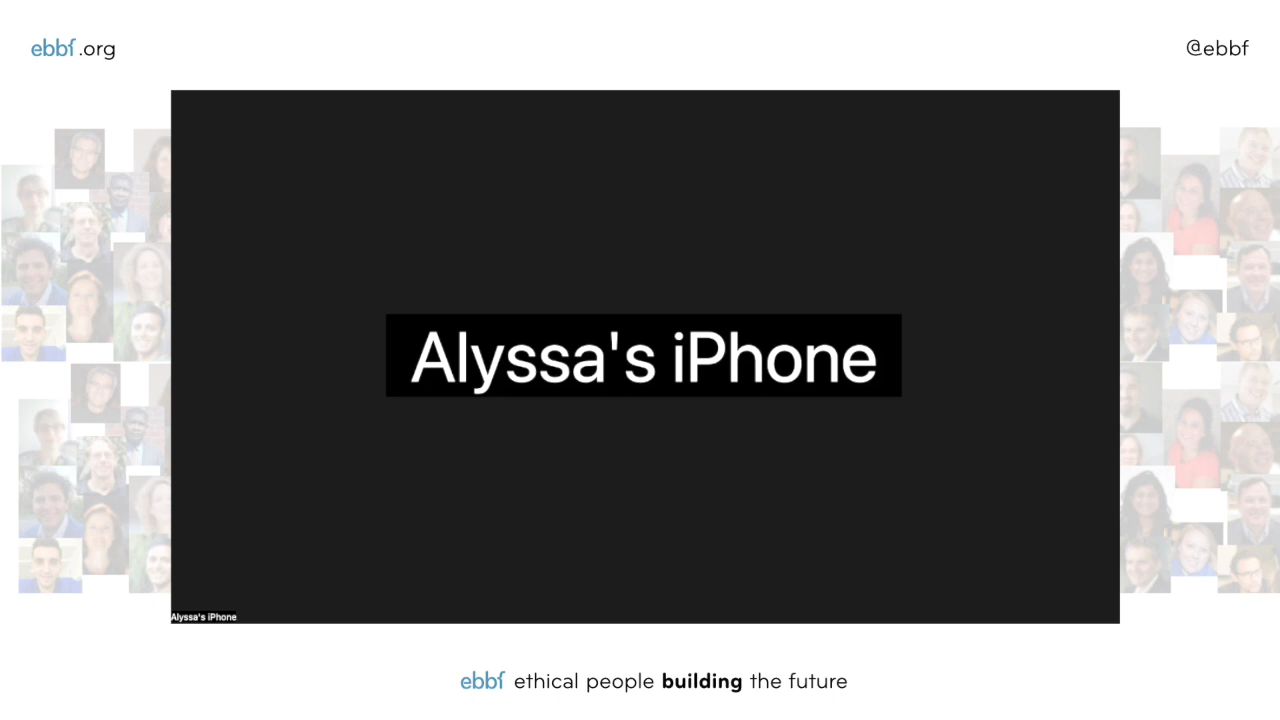 ebbf.org
@ebbf
Alyssa's iPhone
Alyssa's iPhone
ebbf ethical people building the future